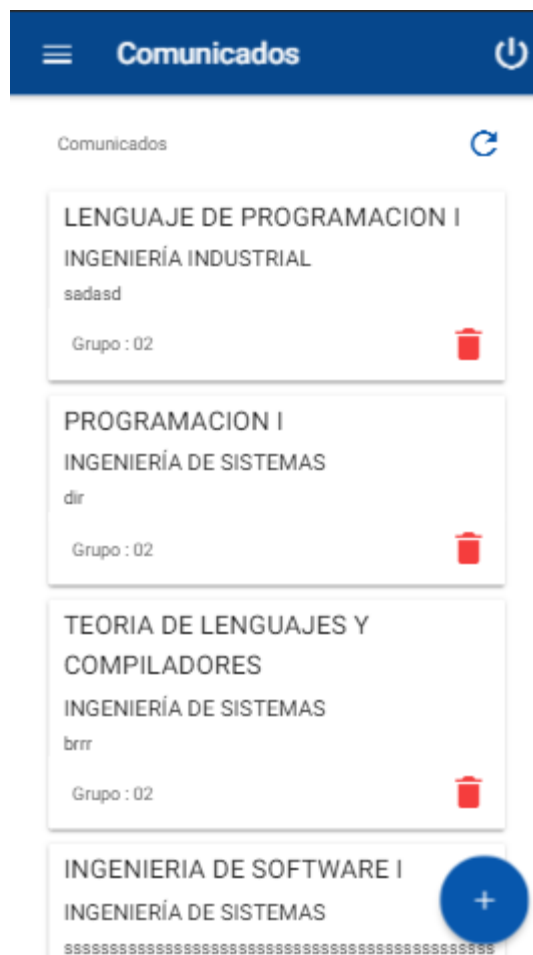 Comunicados
Comunicados
LENGUAJE DE PROGRAMACION I
INGENIERÍA INDUSTRIAL
sadasd
Grupo : 02
PROGRAMACION I
INGENIERÍA DE SISTEMAS
dir
Grupo : 02
TEORIA DE LENGUAJES Y
COMPILADORES
INGENIERÍA DE SISTEMAS
brrr
Grupo : 02
INGENIERIA DE SOFTWARE I
INGENIERÍA DE SISTEMAS